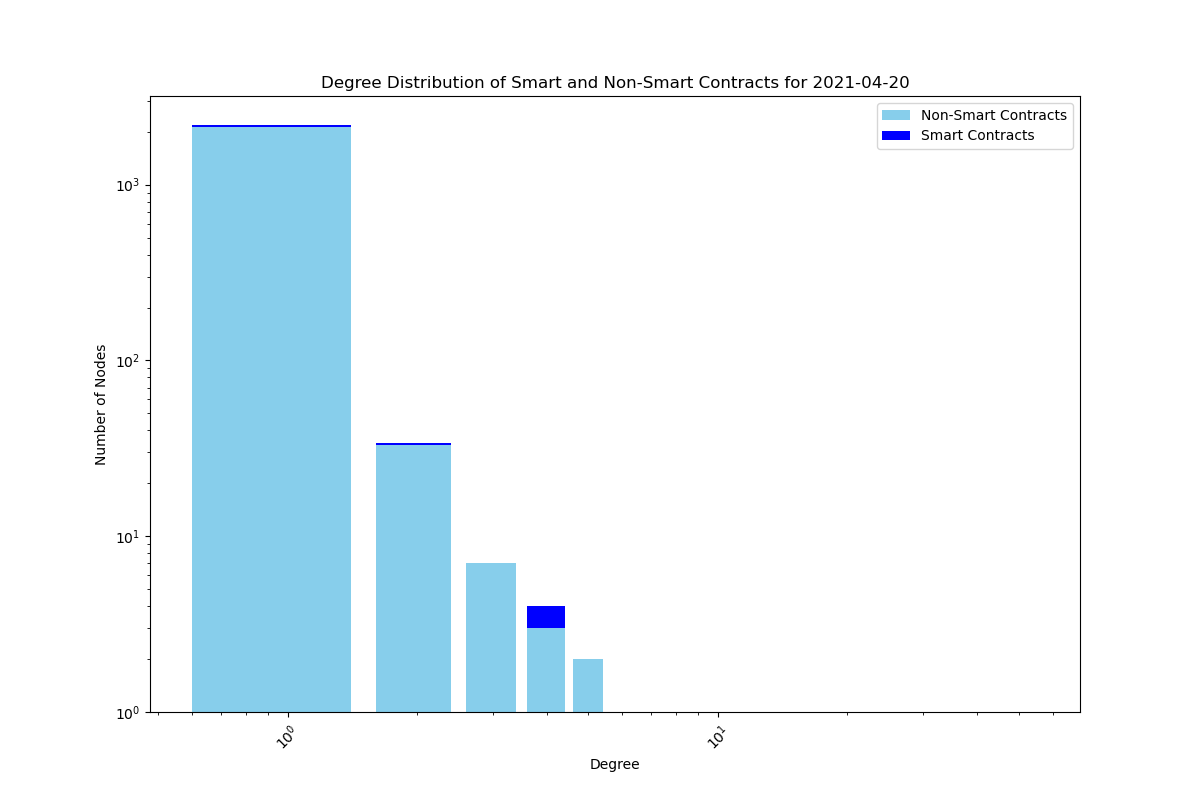 Degree Distribution of Smart and Non-Smart Contracts for 2021-04-20
Non-Smart Contracts
Smart Contracts
Number of Nodes
10³
10²
10¹
10⁰
10⁰
10¹
Degree